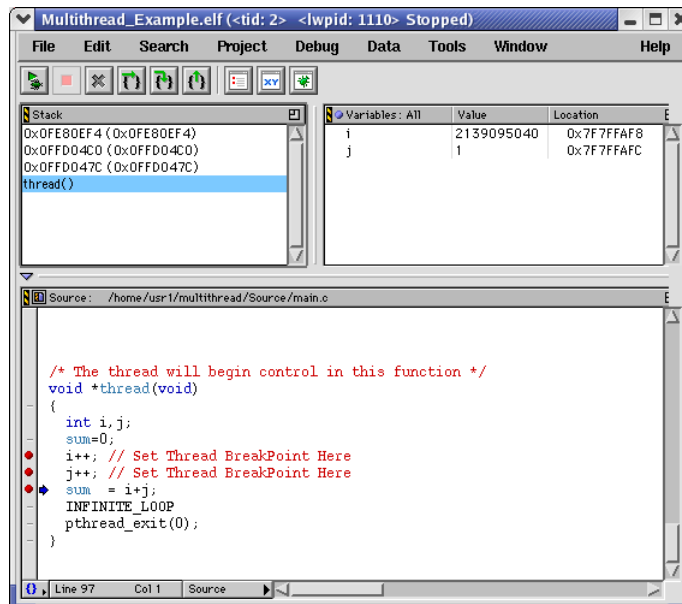 Multithread_Example.elf (<tid: 2> <lwpid: 1110> Stopped)
File Edit Search Project Debug Data Tools Window Help
Stack
0x0FE80EF4 (0x0FE80EF4)
0x0FFD04C0 (0x0FFD04C0)
0x0FFD047C (0x0FFD047C)
thread()
Variables: All Value Location
i 2139095040 0x7F7FFAF8
j 1 0x7F7FFAFC
Source: /home/usr1/multithread/Source/main.c
/* The thread will begin control in this function */
void *thread(void)
{
int i,j;
sum=0;
i++; // Set Thread BreakPoint Here
j++; // Set Thread BreakPoint Here
sum = i+j;
INFINITE_LOOP
pthread_exit(0);
}
Line 97 Col 1 Source